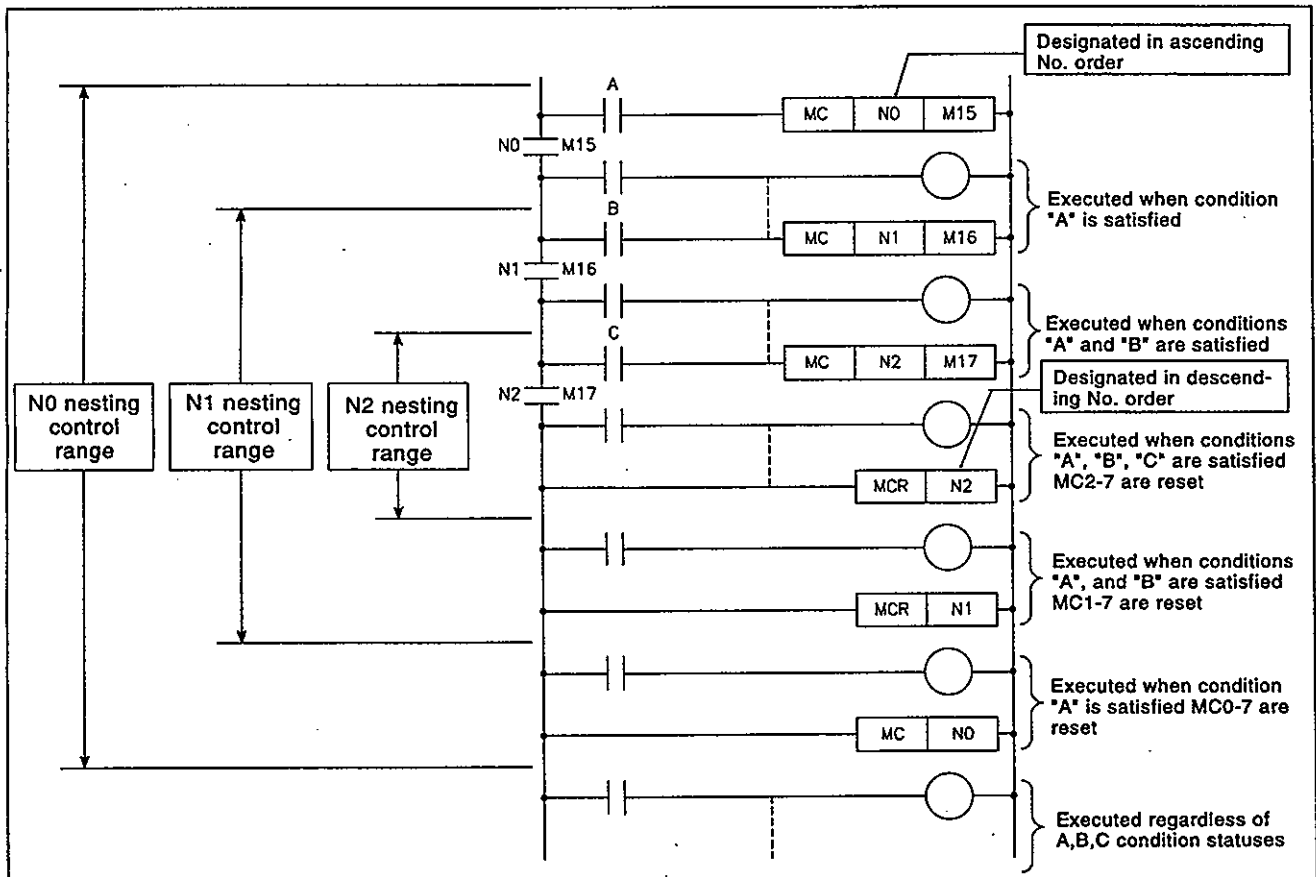 Designated in ascending
No. order
A
MC N0 M15
N0 M15
Executed when condition
"A" is satisfied
B
MC N1 M16
N1 M16
Executed when conditions
"A" and "B" are satisfied
C
MC N2 M17
N2 M17
Designated in descend-
ing No. order
N0 nesting
control
range
N1 nesting
control
range
N2 nesting
control
range
Executed when conditions
"A", "B", "C" are satisfied
MC2-7 are reset
MCR N2
Executed when conditions
"A", and "B" are satisfied
MC1-7 are reset
MCR N1
Executed when condition
"A" is satisfied MC0-7 are
reset
MC N0
Executed regardless of
A,B,C condition statuses